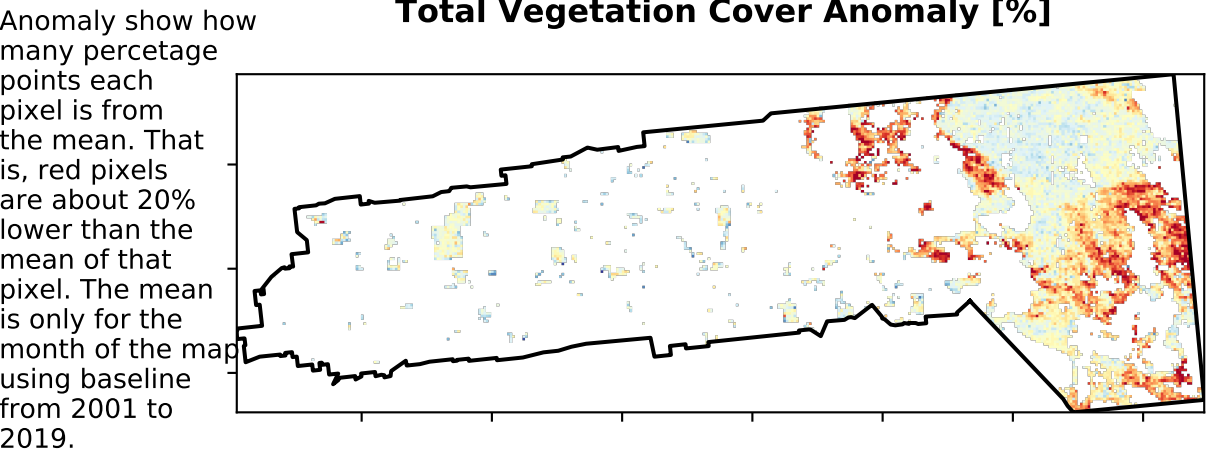 Total Vegetation Cover Anomaly [%]
Anomaly show how
many percetage
points each
pixel is from
the mean. That
is, red pixels
are about 20%
lower than the
mean of that
pixel. The mean
is only for the
month of the map
using baseline
from 2001 to
2019.